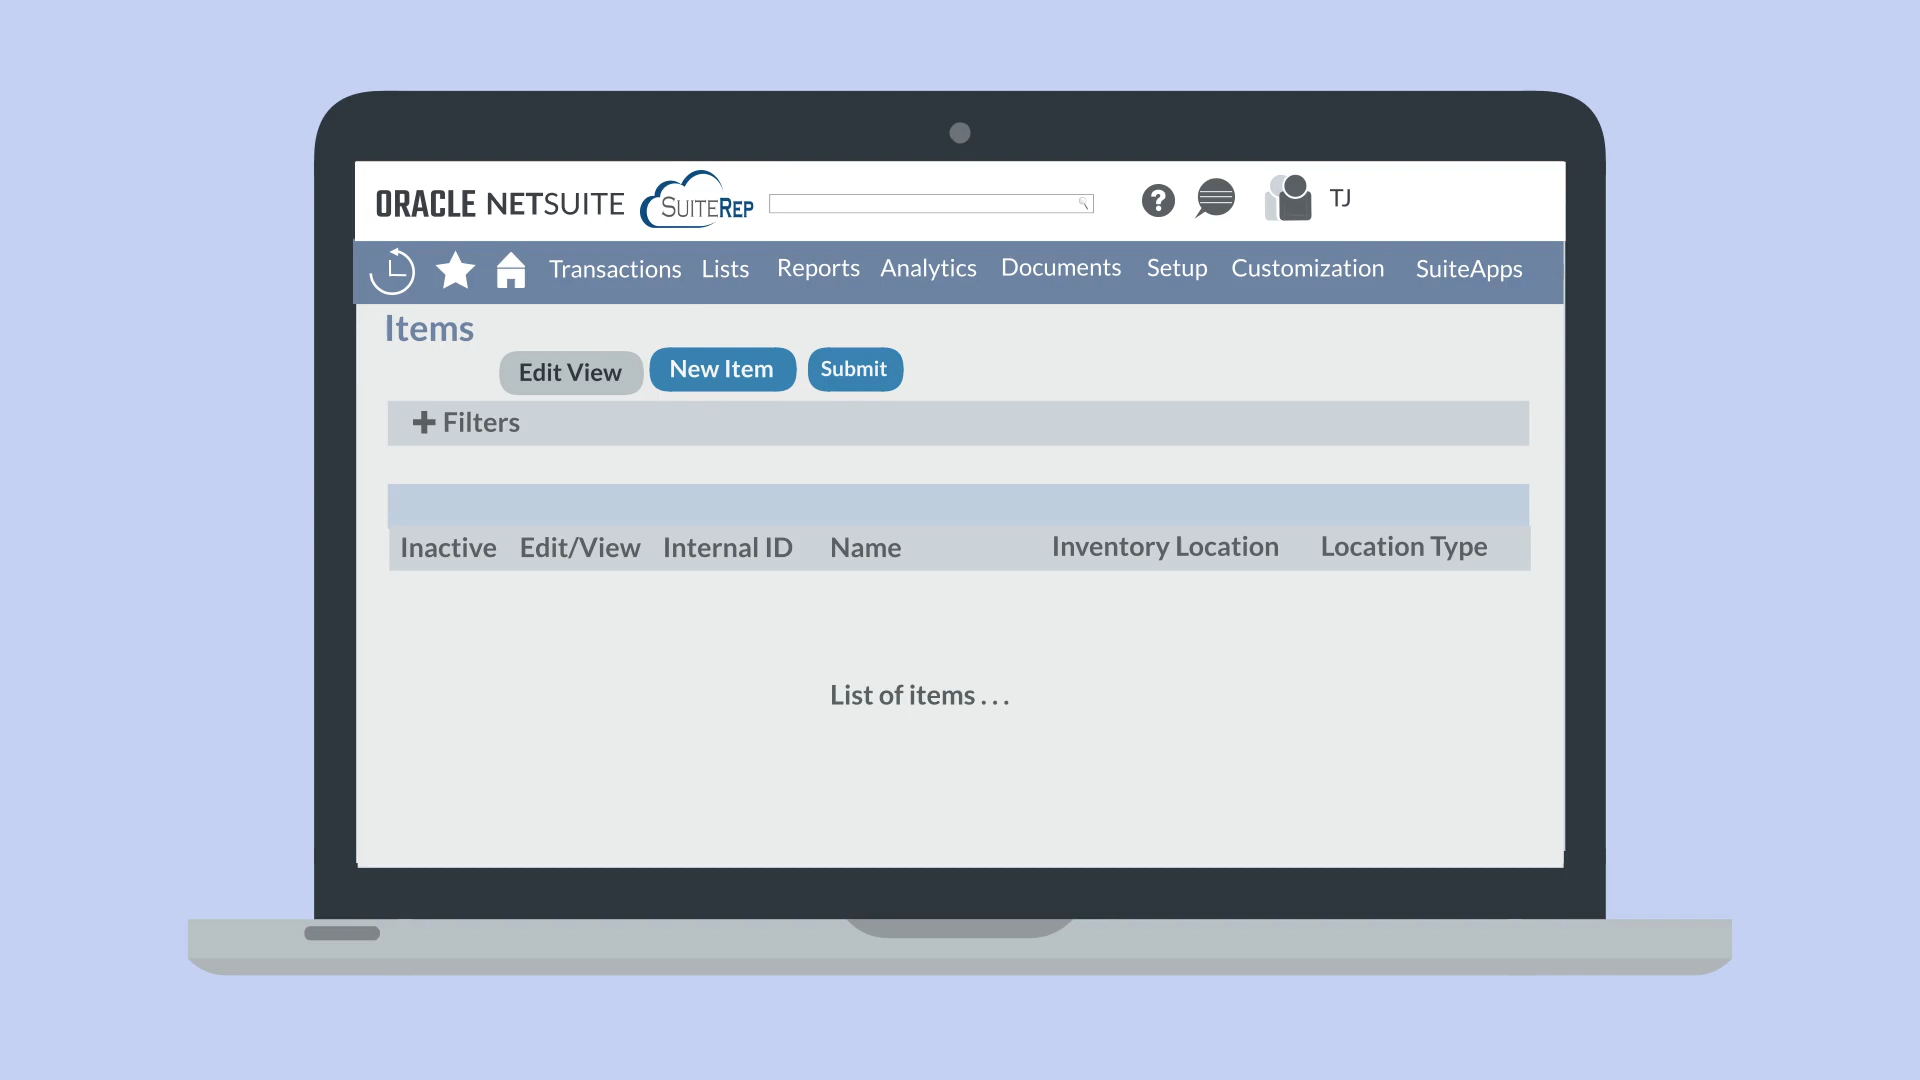 ORACLE NETSUITE SUITEREP TJ
Transactions Lists Reports Analytics Documents Setup Customization SuiteApps
Items
Edit View New Item Submit
Filters
Inactive Edit/View Internal ID Name Inventory Location Location Type
List of items . . .